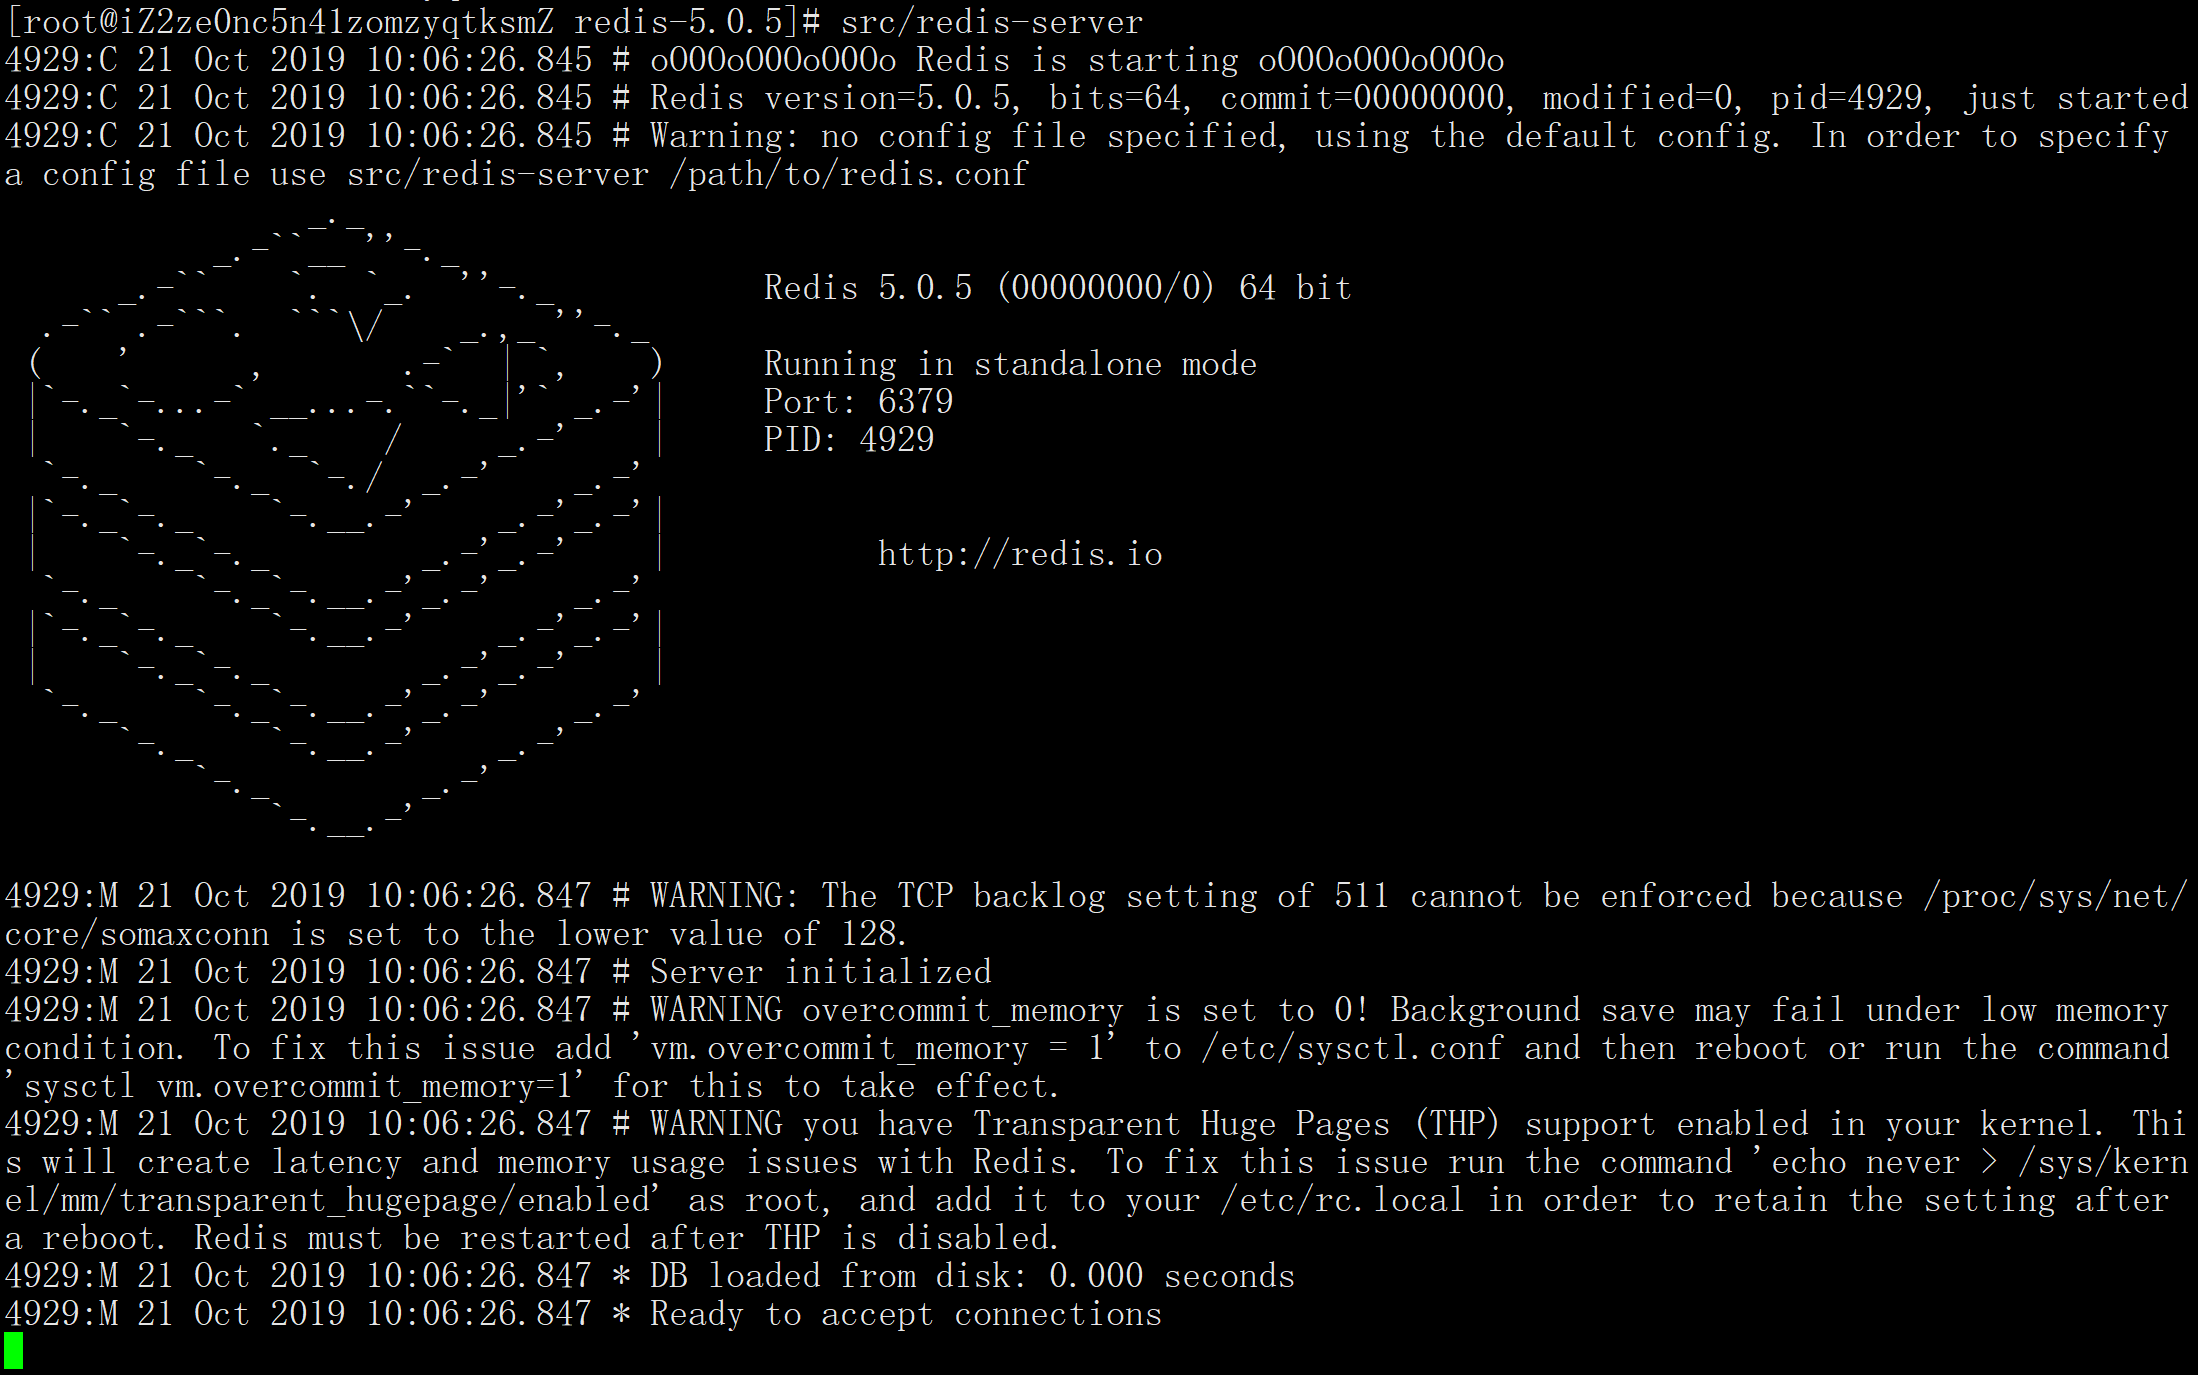 [root@iZ2ze0nc5n41zomzyqtksmZ redis-5.0.5]# src/redis-server
4929:C 21 Oct 2019 10:06:26.845 # oO0OoO0OoO0Oo Redis is starting oO0OoO0OoO0Oo
4929:C 21 Oct 2019 10:06:26.845 # Redis version=5.0.5, bits=64, commit=00000000, modified=0, pid=4929, just started
4929:C 21 Oct 2019 10:06:26.845 # Warning: no config file specified, using the default config. In order to specify
a config file use src/redis-server /path/to/redis.conf
Redis 5.0.5 (00000000/0) 64 bit
Running in standalone mode
Port: 6379
PID: 4929
http://redis.io
4929:M 21 Oct 2019 10:06:26.847 # WARNING: The TCP backlog setting of 511 cannot be enforced because /proc/sys/net/
core/somaxconn is set to the lower value of 128.
4929:M 21 Oct 2019 10:06:26.847 # Server initialized
4929:M 21 Oct 2019 10:06:26.847 # WARNING overcommit_memory is set to 0! Background save may fail under low memory
condition. To fix this issue add 'vm.overcommit_memory = 1' to /etc/sysctl.conf and then reboot or run the command
'sysctl vm.overcommit_memory=1' for this to take effect.
4929:M 21 Oct 2019 10:06:26.847 # WARNING you have Transparent Huge Pages (THP) support enabled in your kernel. Thi
s will create latency and memory usage issues with Redis. To fix this issue run the command 'echo never > /sys/kern
el/mm/transparent_hugepage/enabled' as root, and add it to your /etc/rc.local in order to retain the setting after
a reboot. Redis must be restarted after THP is disabled.
4929:M 21 Oct 2019 10:06:26.847 * DB loaded from disk: 0.000 seconds
4929:M 21 Oct 2019 10:06:26.847 * Ready to accept connections